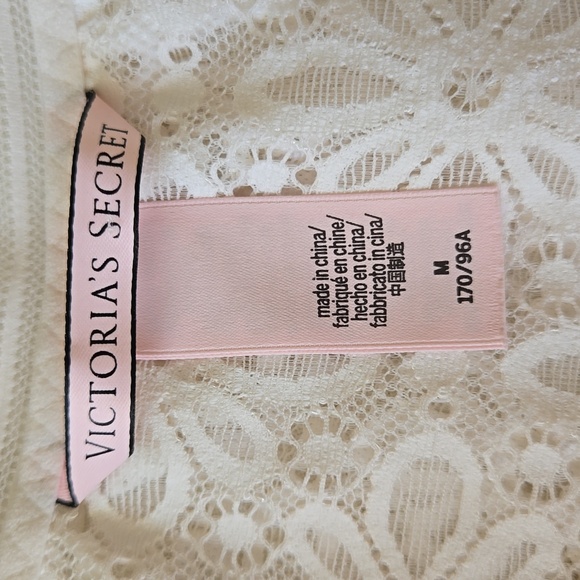 VICTORIA'S SECRET
made in china/
fabriqué en chine/
hecho en china/
fabbricato in cina/
中国制造
M
170/96A